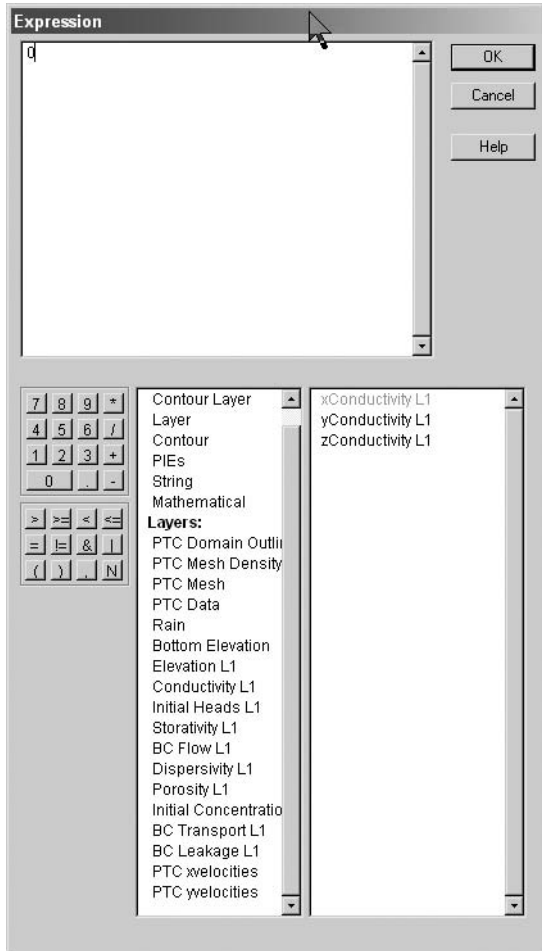 Expression
0
OK
Cancel
Help
7 8 9 *
4 5 6 /
1 2 3 +
0 . -
> >= < <=
= != & |
( ) , N
Contour Layer
Layer
Contour
PIEs
String
Mathematical
Layers:
PTC Domain Outli
PTC Mesh Density
PTC Mesh
PTC Data
Rain
Bottom Elevation
Elevation L1
Conductivity L1
Initial Heads L1
Storativity L1
BC Flow L1
Dispersivity L1
Porosity L1
Initial Concentratio
BC Transport L1
BC Leakage L1
PTC xvelocities
PTC yvelocities
xConductivity L1
yConductivity L1
zConductivity L1